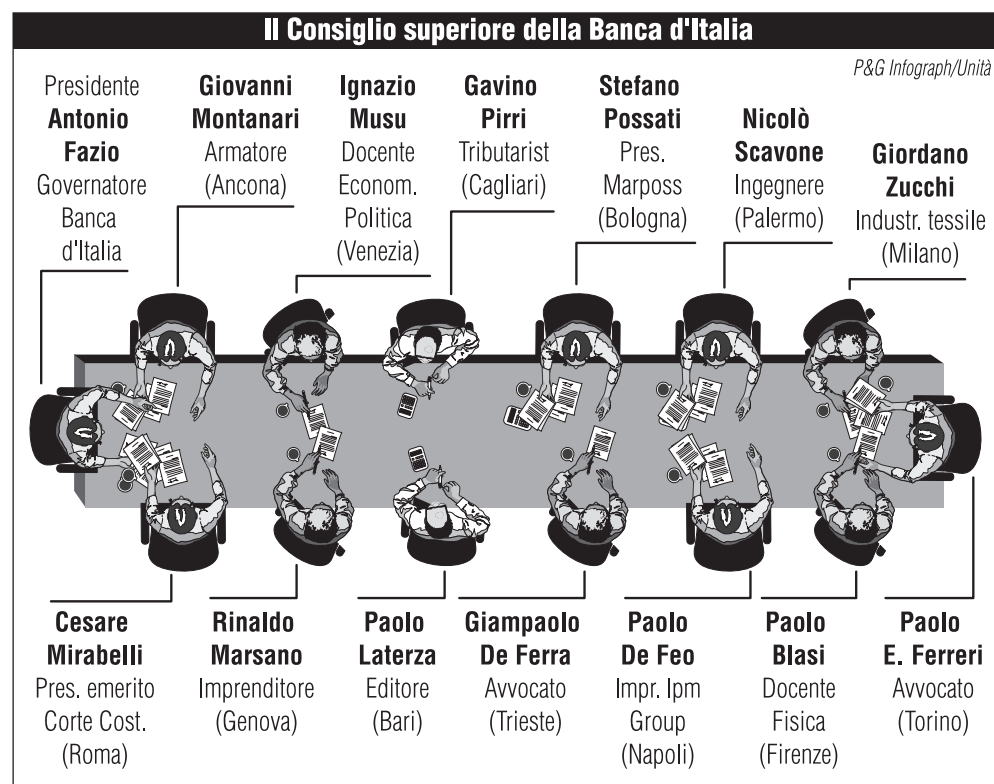 Il Consiglio superiore della Banca d'Italia
P&G Infograph/Unità
Presidente
Antonio
Fazio
Governatore
Banca
d'Italia
Giovanni
Montanari
Armatore
(Ancona)
Ignazio
Musu
Docente
Econom.
Politica
(Venezia)
Gavino
Pirri
Tributarist
(Cagliari)
Stefano
Possati
Pres.
Marposs
(Bologna)
Nicolò
Scavone
Ingegnere
(Palermo)
Giordano
Zucchi
Industr. tessile
(Milano)
Cesare
Mirabelli
Pres. emerito
Corte Cost.
(Roma)
Rinaldo
Marsano
Imprenditore
(Genova)
Paolo
Laterza
Editore
(Bari)
Giampaolo
De Ferra
Avvocato
(Trieste)
Paolo
De Feo
Impr. Ipm
Group
(Napoli)
Paolo
Blasi
Docente
Fisica
(Firenze)
Paolo
E. Ferreri
Avvocato
(Torino)